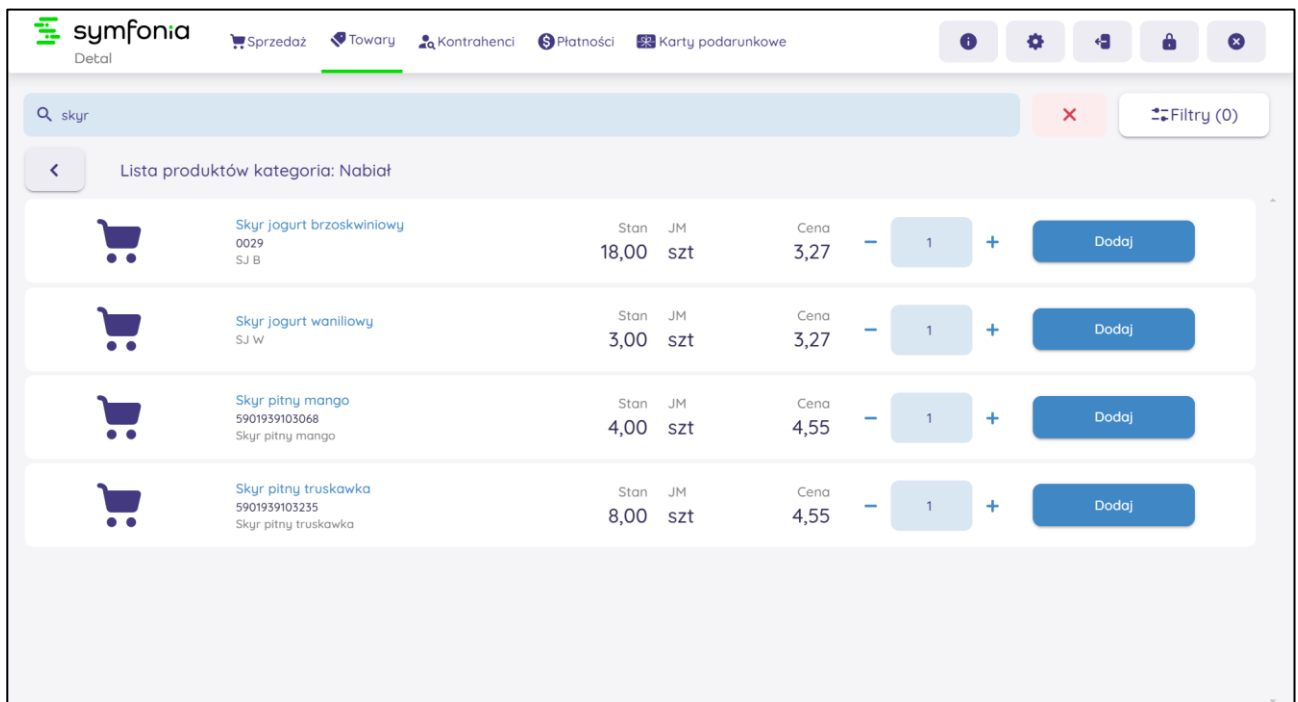 symfonia
Detal
Sprzedaż Towary Kontrahenci Płatności Karty podarunkowe
skyr
Filtry (0)
Lista produktów kategoria: Nabiał
Skyr jogurt brzoskwiniowy
0029
SJ B
Stan JM Cena
18,00 szt 3,27
1
Dodaj
Skyr jogurt waniliowy
SJ W
Stan JM Cena
3,00 szt 3,27
1
Dodaj
Skyr pitny mango
5901939103068
Skyr pitny mango
Stan JM Cena
4,00 szt 4,55
1
Dodaj
Skyr pitny truskawka
5901939103235
Skyr pitny truskawka
Stan JM Cena
8,00 szt 4,55
1
Dodaj